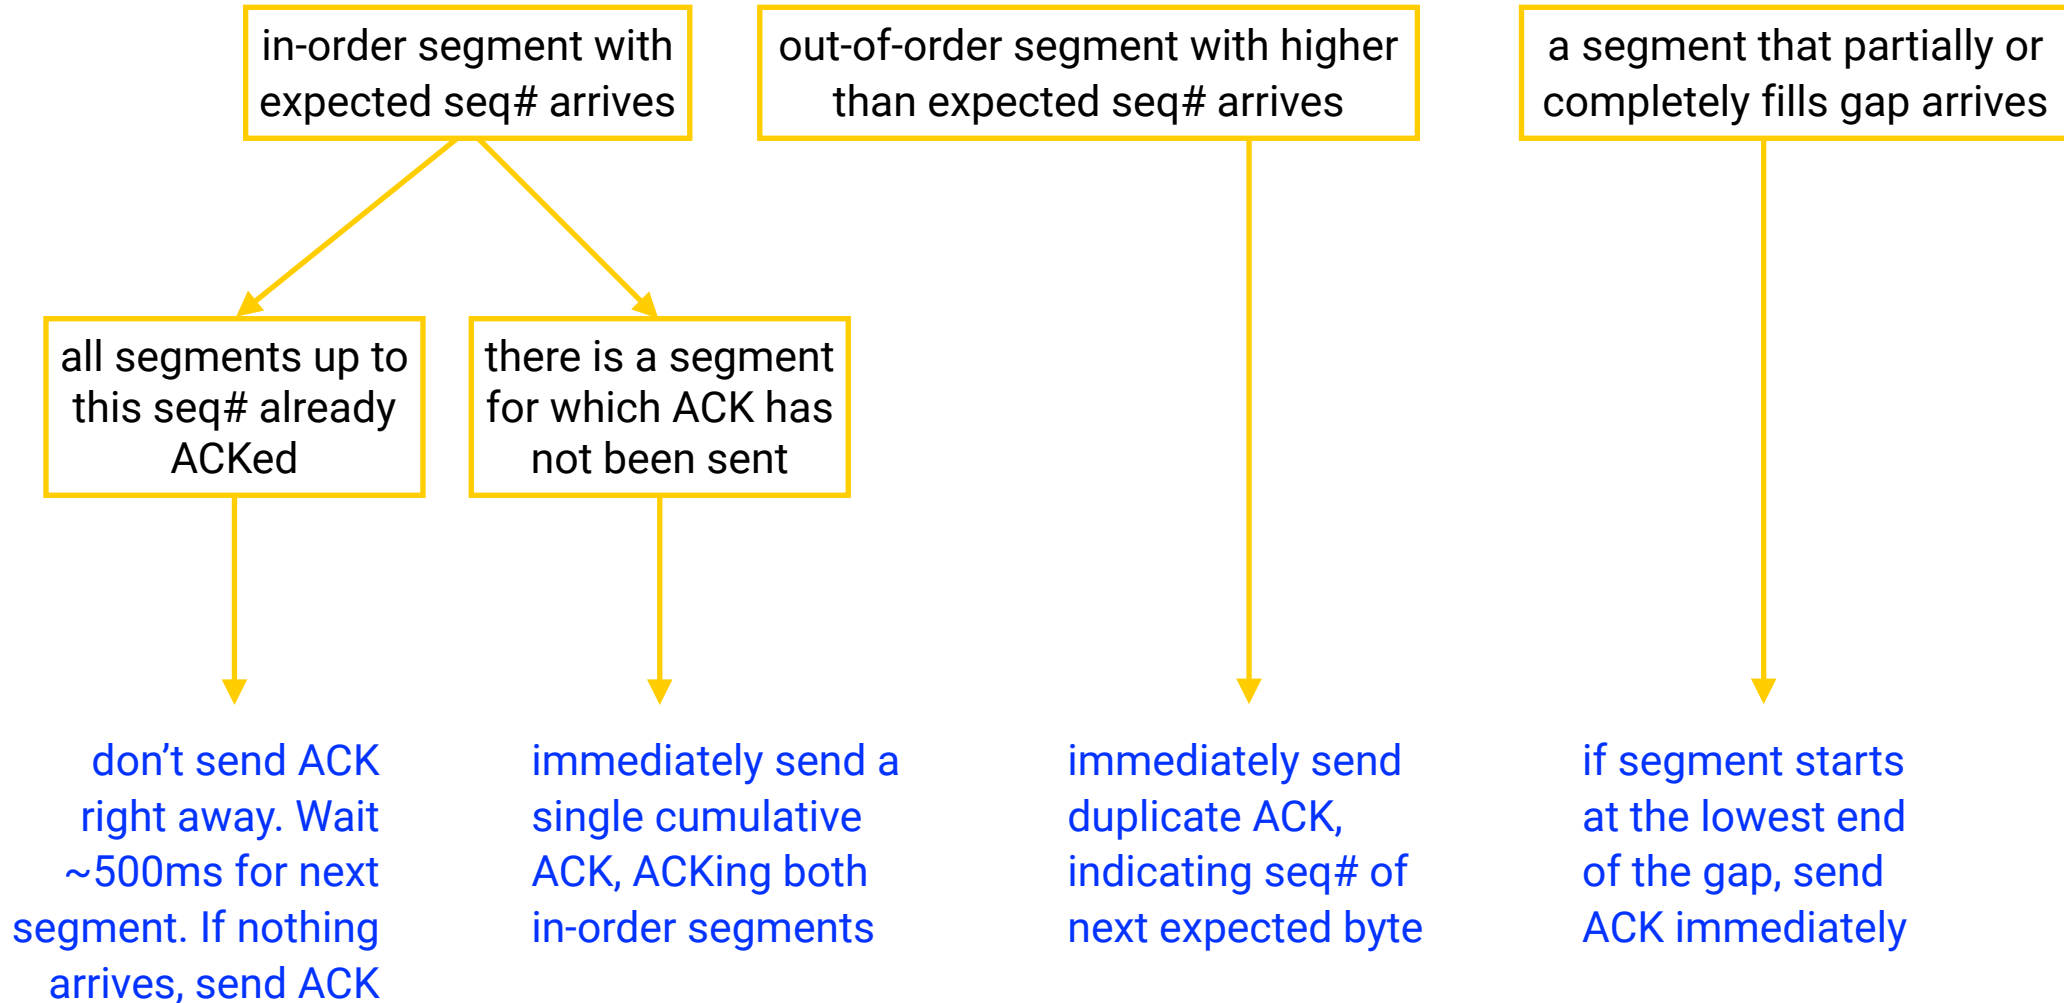 in-order segment with
expected seq# arrives
out-of-order segment with higher
than expected seq# arrives
a segment that partially or
completely fills gap arrives
all segments up to
this seq# already
ACKed
there is a segment
for which ACK has
not been sent
don’t send ACK
right away. Wait
~500ms for next
segment. If nothing
arrives, send ACK
immediately send a
single cumulative
ACK, ACKing both
in-order segments
immediately send
duplicate ACK,
indicating seq# of
next expected byte
if segment starts
at the lowest end
of the gap, send
ACK immediately